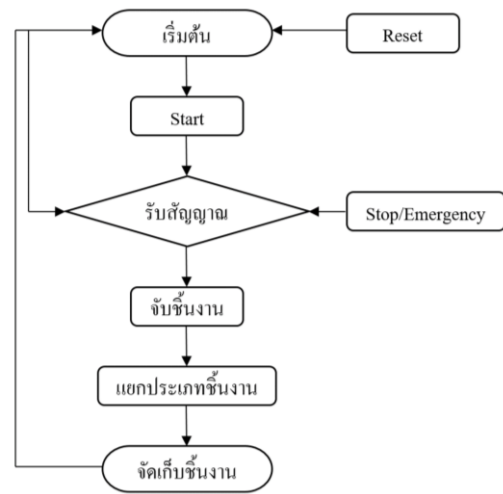 เริ่มต้น
Reset
Start
รับสัญญาณ
Stop/Emergency
จับชิ้นงาน
แยกประเภทชิ้นงาน
จัดเก็บชิ้นงาน